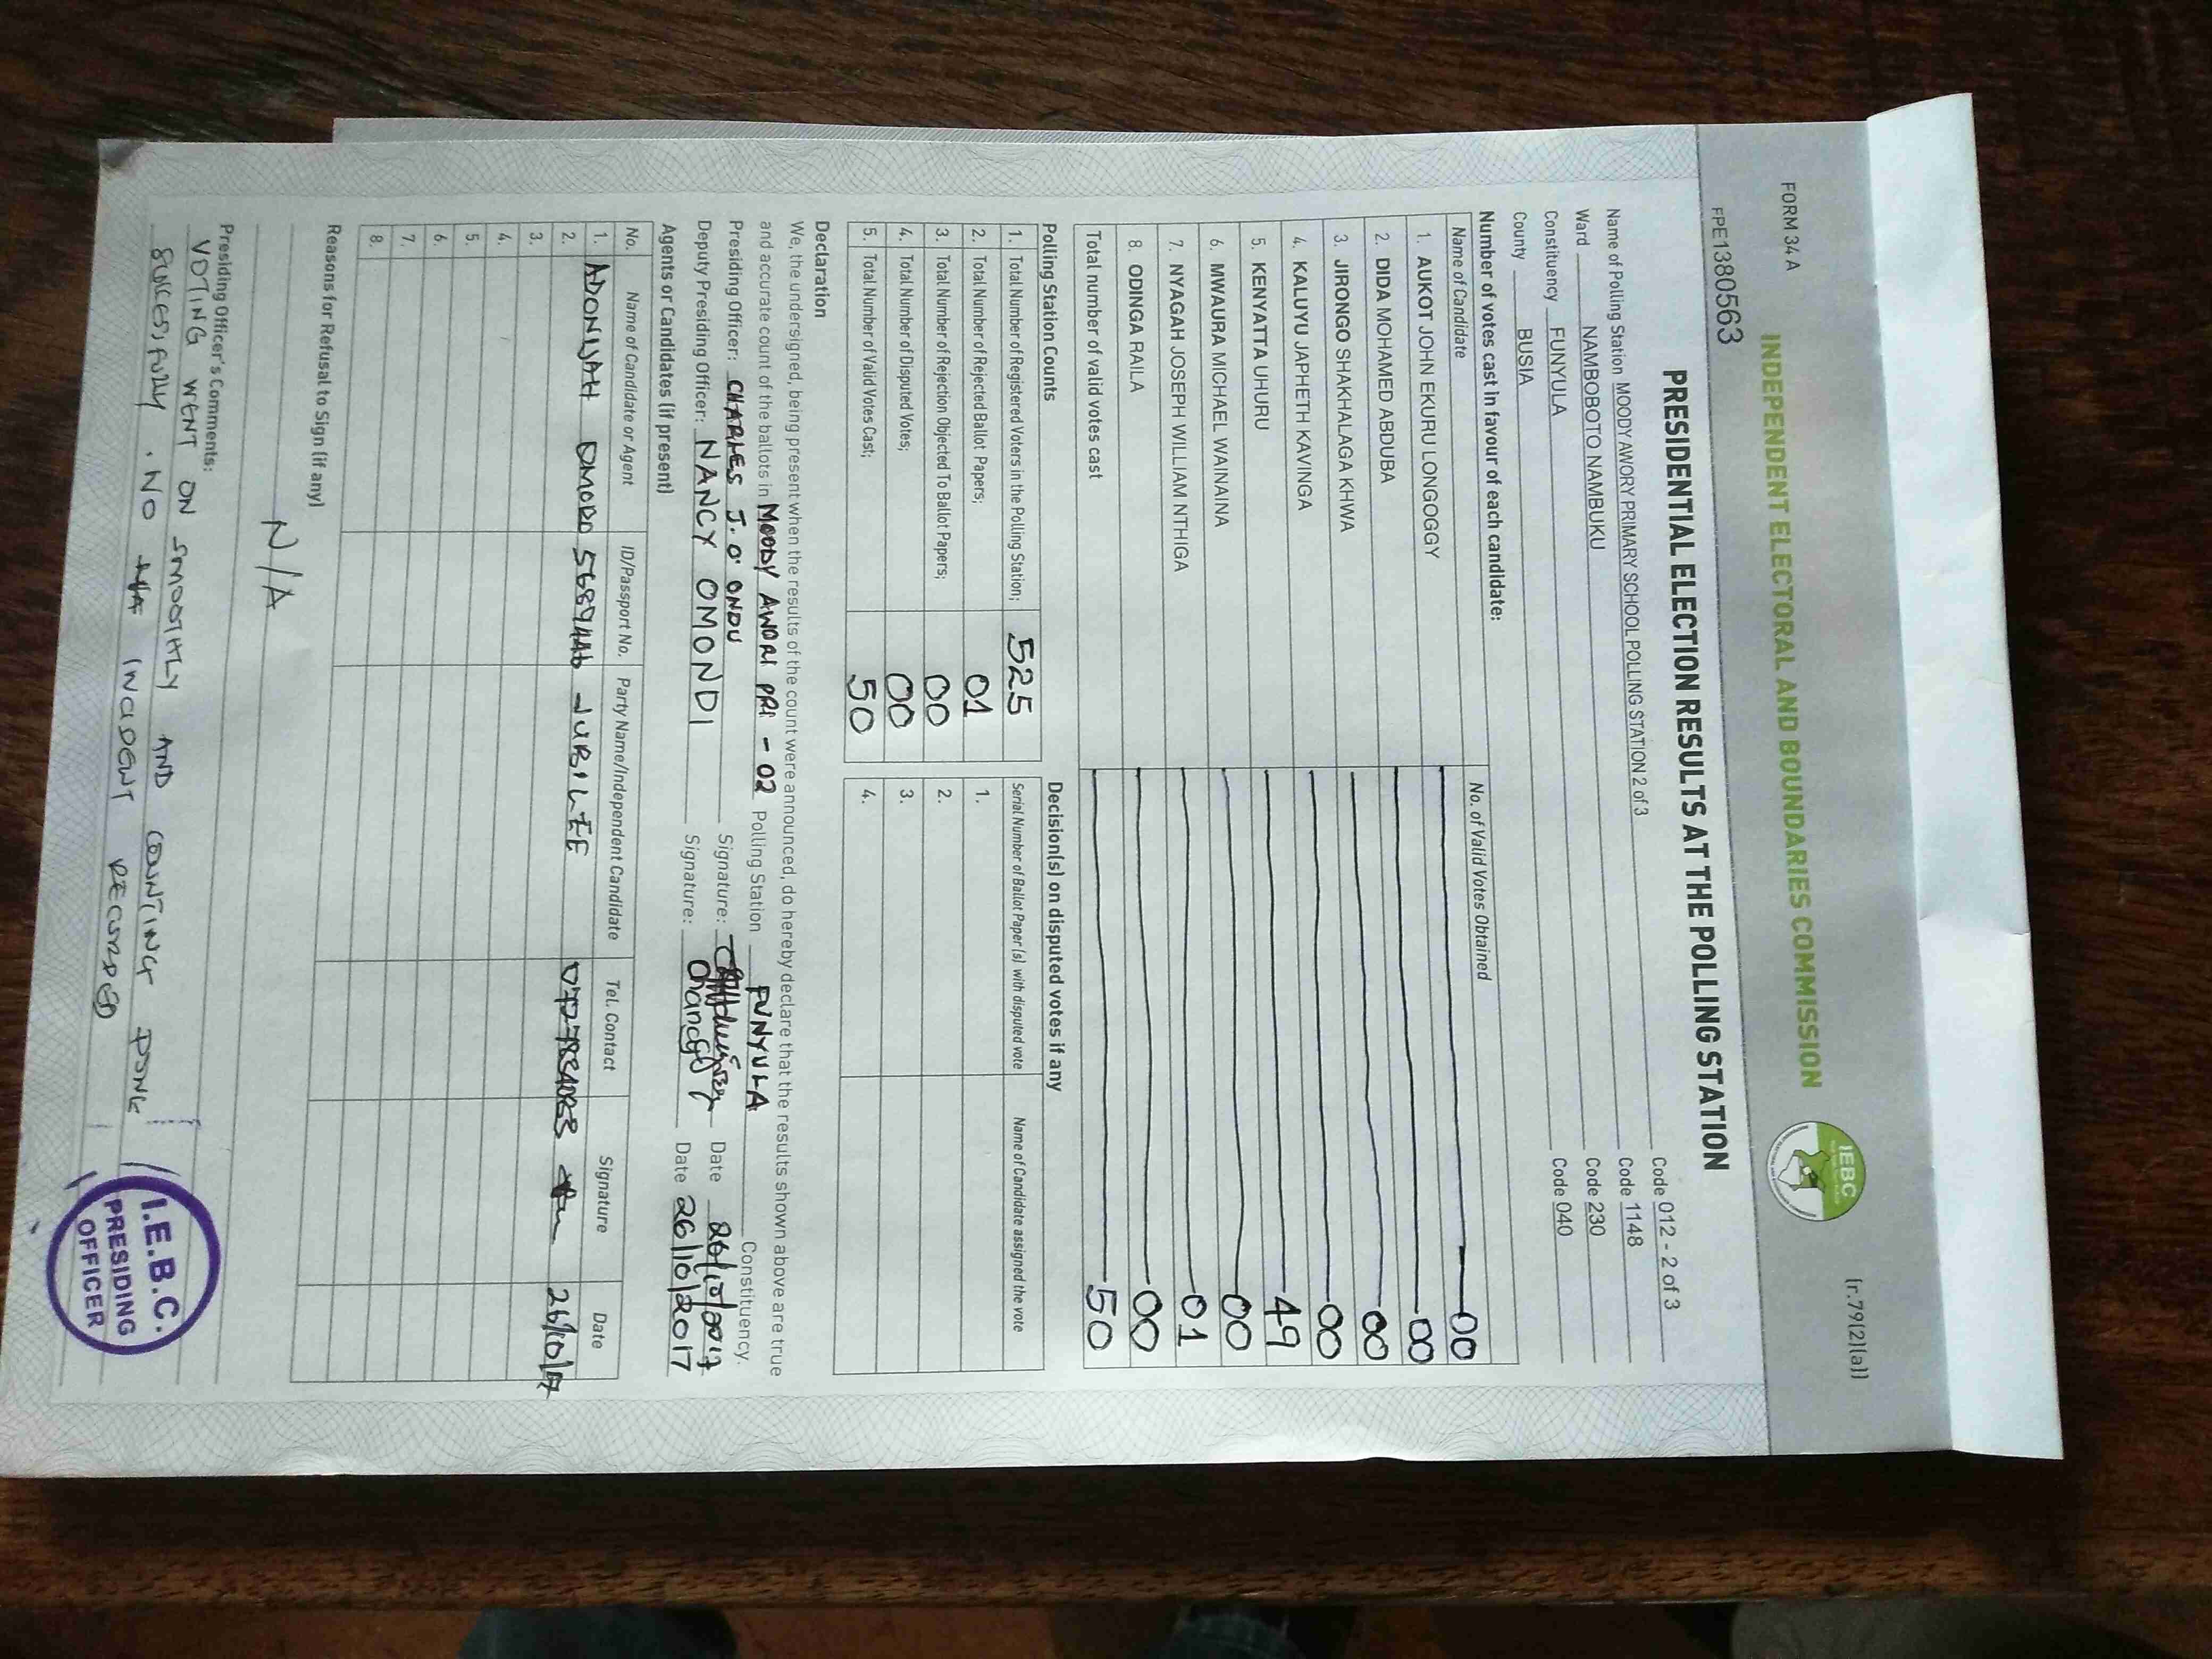 FORM 34 A
(r.79(2)(a))
INDEPENDENT ELECTORAL AND BOUNDARIES COMMISSION
IEBC
FPE1380563
PRESIDENTIAL ELECTION RESULTS AT THE POLLING STATION
Name of Polling Station MOODY AWORY PRIMARY SCHOOL POLLING STATION 2 of 3 Code 012 - 2 of 3
Ward NAMBOBOTO NAMBUKU Code 1148
Constituency FUNYULA Code 230
County BUSIA Code 040
Number of votes cast in favour of each candidate:
Name of Candidate No. of Valid Votes Obtained
1. AUKOT JOHN EKURU LONGOGGY 00
2. DIDA MOHAMED ABDUBA 00
3. JIRONGO SHAKHALAGA KHWA 00
4. KALUYU JAPHETH KAVINGA 00
5. KENYATTA UHURU 49
6. MWAURA MICHAEL WAINAINA 00
7. NYAGAH JOSEPH WILLIAM NTHIGA 01
8. ODINGA RAILA 00
Total number of valid votes cast 50
Polling Station Counts Decision(s) on disputed votes if any
1. Total Number of Registered Voters in the Polling Station; 525 Serial Number of Ballot Paper(s) with disputed vote Name of Candidate assigned the vote
2. Total Number of Rejected Ballot Papers; 01 1.
3. Total Number of Rejection Objected To Ballot Papers; 00 2.
4. Total Number of Disputed Votes; 00 3.
5. Total Number of Valid Votes Cast; 50 4.
Declaration
We, the undersigned, being present when the results of the count were announced, do hereby declare that the results shown above are true
and accurate count of the ballots in MOODY AWORI PRI - 02 Polling Station FUNYULA Constituency.
Presiding Officer: CHARLES J. O. ONDU Signature: Date 26/10/2017
Deputy Presiding Officer: NANCY OMONDI Signature: Date 26/10/2017
Agents or Candidates (if present)
No. Name of Candidate or Agent ID/Passport No. Party Name/Independent Candidate Tel. Contact Signature Date
1. ADONIJAH OMORO JUBILEE 26/10/17
2.
3.
4.
5.
6.
7.
8.
Reasons for Refusal to Sign (if any)
N/A
Presiding Officer's Comments:
VOTING WENT ON SMOOTHLY AND COUNTING DONE
SUCCESSFULLY. NO INCIDENT RECORDED
I.E.B.C.
PRESIDING
OFFICER